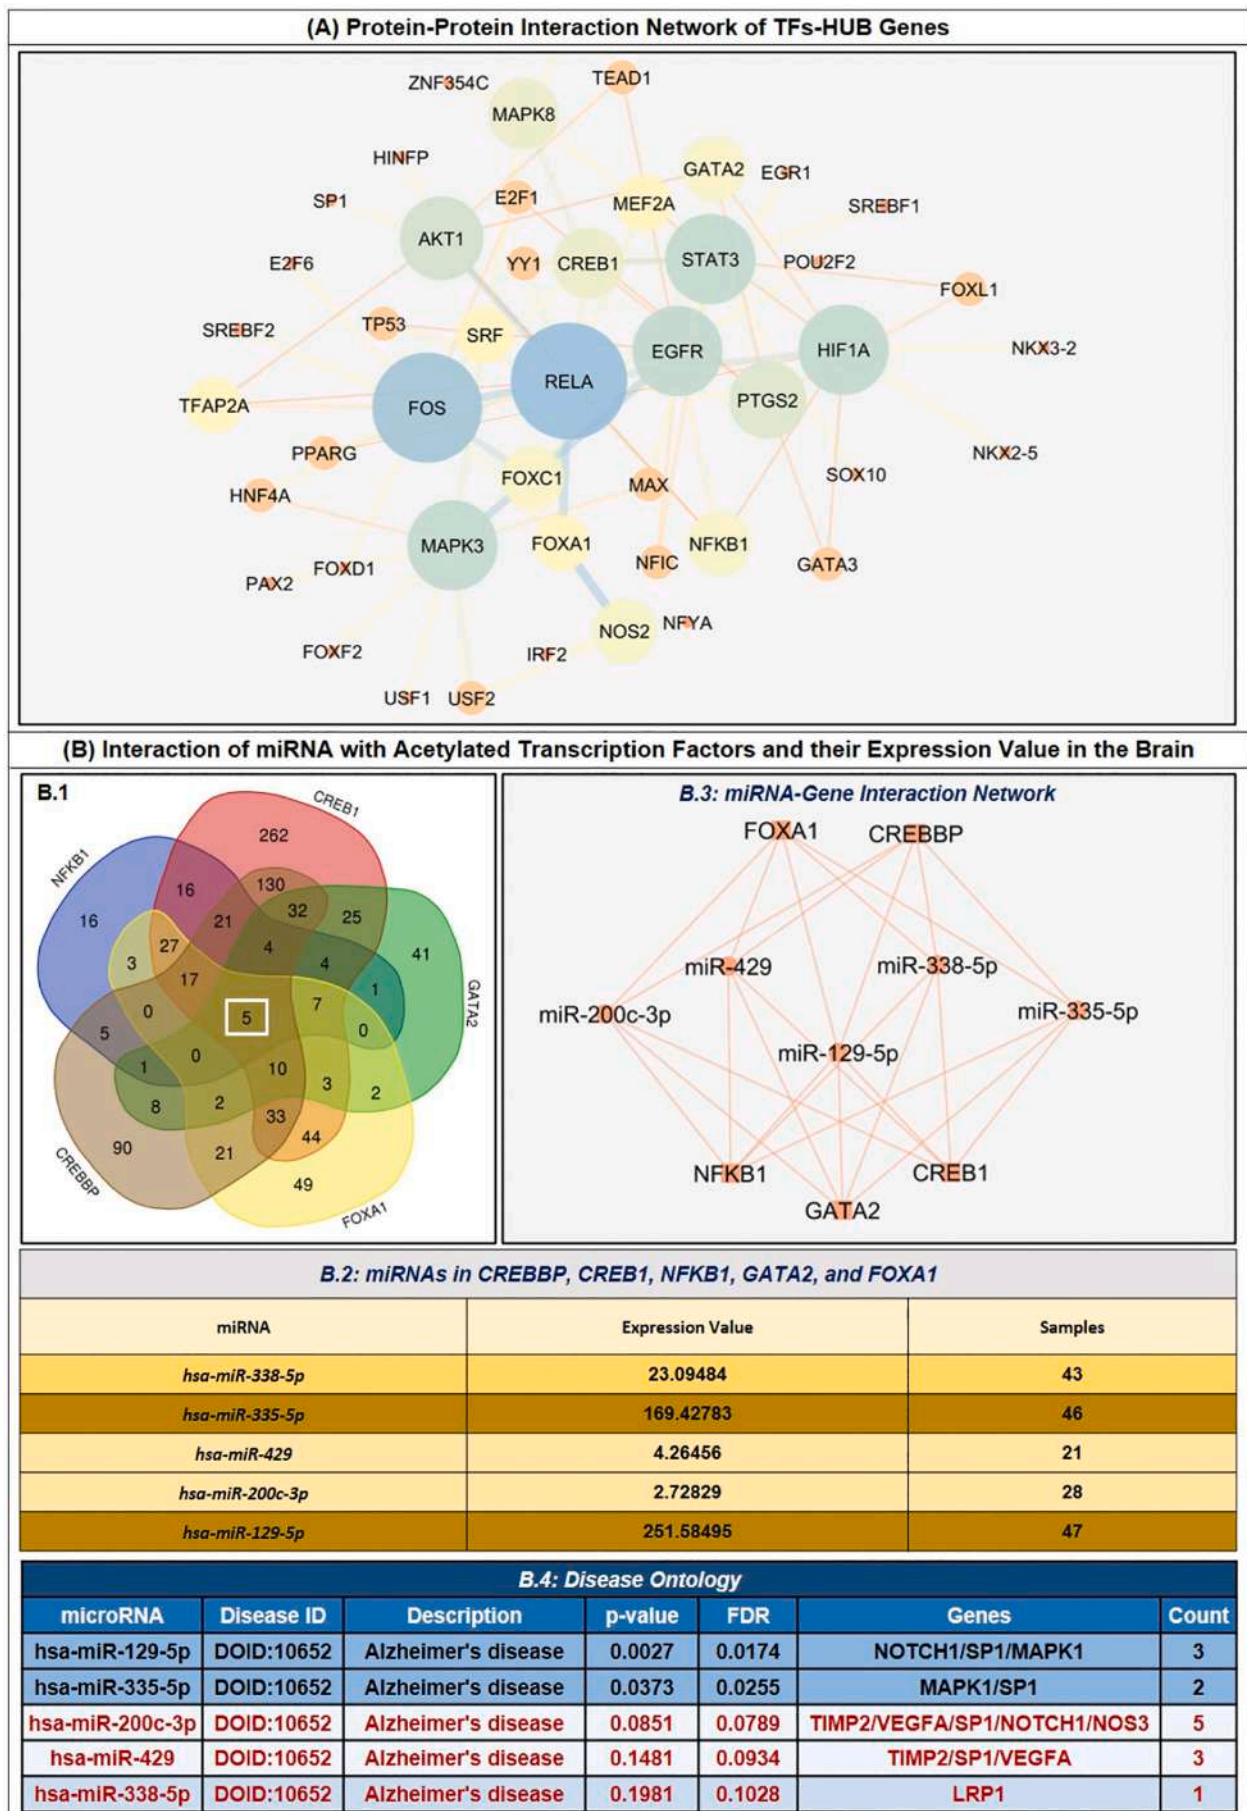 (A) Protein-Protein Interaction Network of TFs-HUB Genes
ZNF354C
TEAD1
MAPK8
HINFP
GATA2
EGR1
SP1
E2F1
MEF2A
SREBF1
AKT1
E2F6
YY1
CREB1
STAT3
POU2F2
FOXL1
SREBF2
TP53
SRF
EGFR
HIF1A
NKX3-2
RELA
TFAP2A
FOS
PTGS2
PPARG
NKX2-5
HNF4A
FOXC1
MAX
SOX10
MAPK3
FOXA1
NFKB1
PAX2
FOXD1
NFIC
GATA3
NOS2
NFYA
FOXF2
IRF2
USF1
USF2
(B) Interaction of miRNA with Acetylated Transcription Factors and their Expression Value in the Brain
B.1
CREB1
NFKB1
GATA2
CREBBP
FOXA1
262
16
130
16
21
32
25
41
27
4
3
17
4
1
0
5
7
0
5
0
1
10
3
2
8
2
33
44
90
21
49
B.3: miRNA-Gene Interaction Network
FOXA1
CREBBP
miR-429
miR-338-5p
miR-200c-3p
miR-335-5p
miR-129-5p
NFKB1
CREB1
GATA2
B.2: miRNAs in CREBBP, CREB1, NFKB1, GATA2, and FOXA1
miRNA Expression Value Samples
hsa-miR-338-5p 23.09484 43
hsa-miR-335-5p 169.42783 46
hsa-miR-429 4.26456 21
hsa-miR-200c-3p 2.72829 28
hsa-miR-129-5p 251.58495 47
B.4: Disease Ontology
microRNA Disease ID Description p-value FDR Genes Count
hsa-miR-129-5p DOID:10652 Alzheimer's disease 0.0027 0.0174 NOTCH1/SP1/MAPK1 3
hsa-miR-335-5p DOID:10652 Alzheimer's disease 0.0373 0.0255 MAPK1/SP1 2
hsa-miR-200c-3p DOID:10652 Alzheimer's disease 0.0851 0.0789 TIMP2/VEGFA/SP1/NOTCH1/NOS3 5
hsa-miR-429 DOID:10652 Alzheimer's disease 0.1481 0.0934 TIMP2/SP1/VEGFA 3
hsa-miR-338-5p DOID:10652 Alzheimer's disease 0.1981 0.1028 LRP1 1